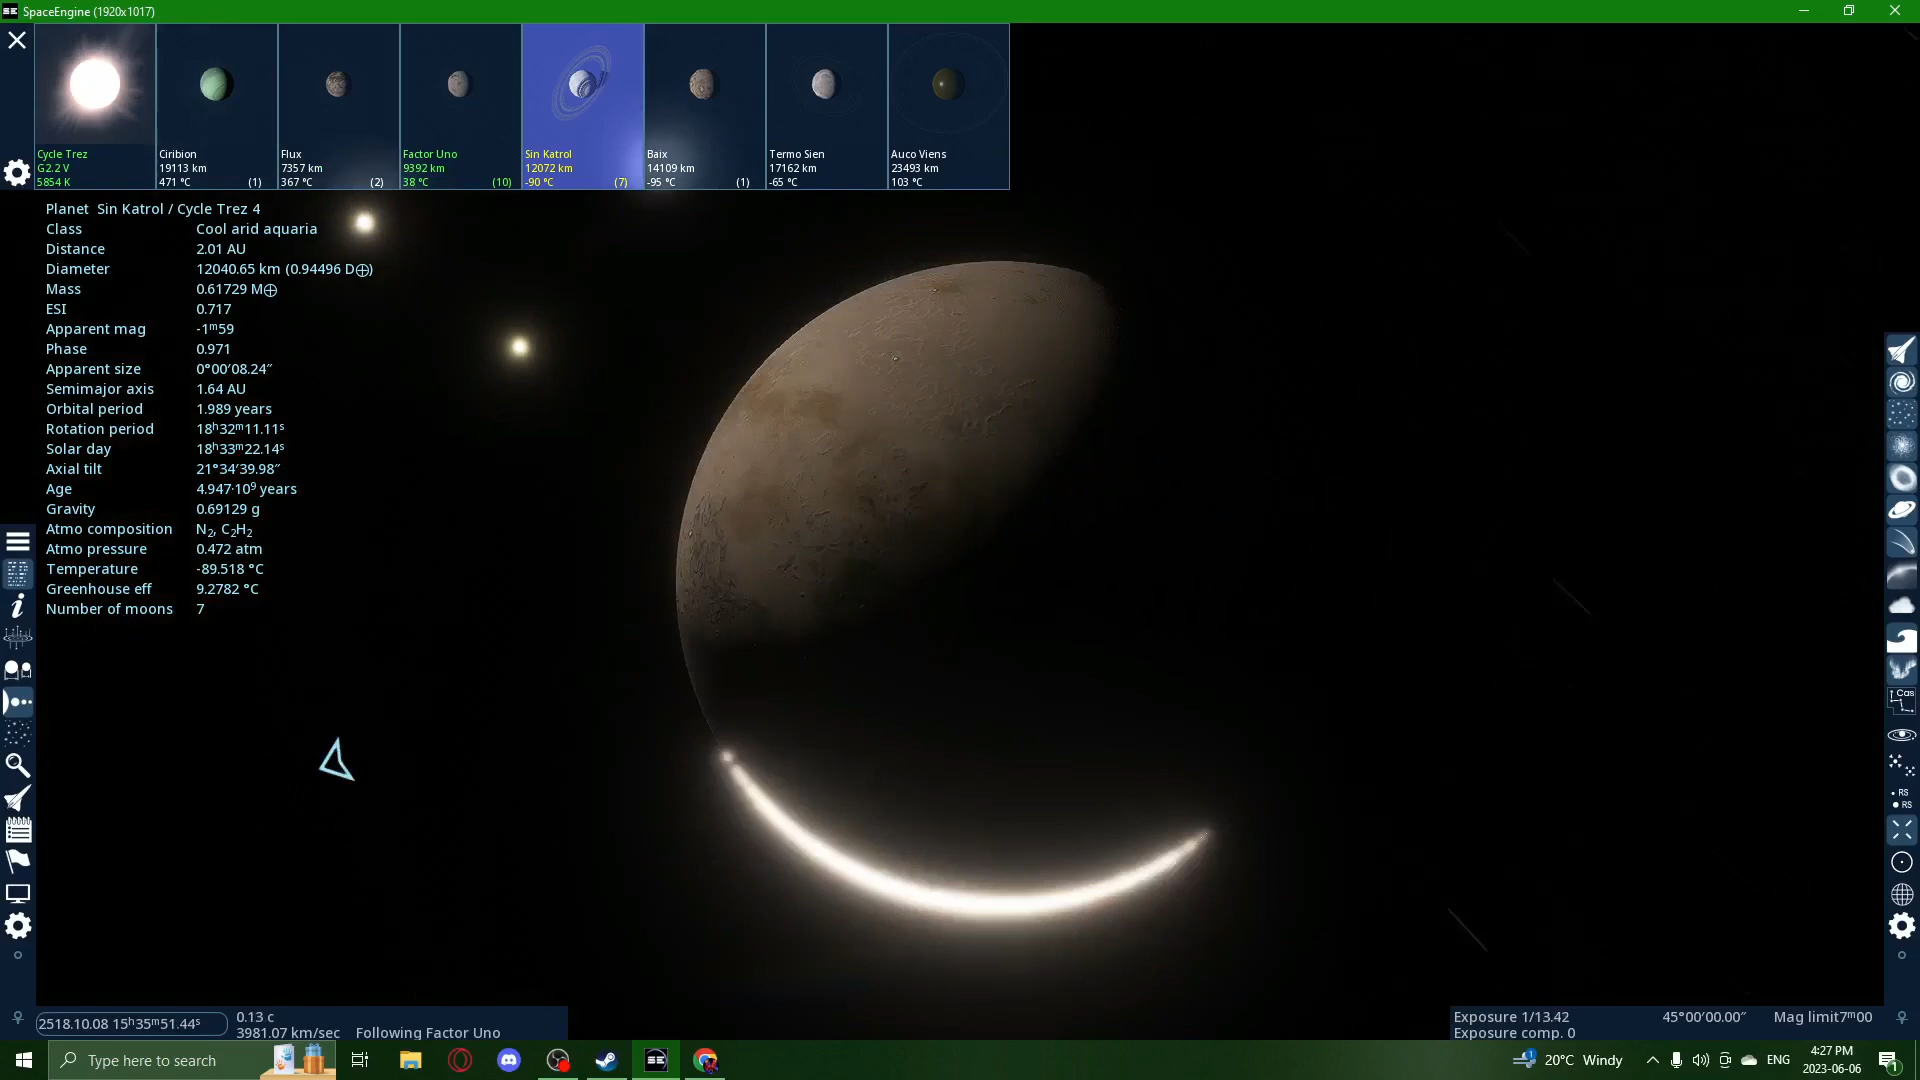 SpaceEngine (1920x1017)
Cycle Trez
G2.2 V
5854 K
Ciribion
19113 km
471 °C (1)
Flux
7357 km
367 °C (2)
Factor Uno
9392 km
38 °C (10)
Sin Katrol
12072 km
-90 °C (7)
Baix
14109 km
-95 °C (1)
Termo Sien
17162 km
-65 °C
Auco Viens
23493 km
103 °C
Planet Sin Katrol / Cycle Trez 4
Class Cool arid aquaria
Distance 2.01 AU
Diameter 12040.65 km (0.94496 D⊕)
Mass 0.61729 M⊕
ESI 0.717
Apparent mag -1ᵐ59
Phase 0.971
Apparent size 0°00′08.24″
Semimajor axis 1.64 AU
Orbital period 1.989 years
Rotation period 18ʰ32ᵐ11.11ˢ
Solar day 18ʰ33ᵐ22.14ˢ
Axial tilt 21°34′39.98″
Age 4.947·10⁹ years
Gravity 0.69129 g
Atmo composition N₂, C₂H₂
Atmo pressure 0.472 atm
Temperature -89.518 °C
Greenhouse eff 9.2782 °C
Number of moons 7
Cas
RS
RS
2518.10.08 15ʰ35ᵐ51.44ˢ
0.13 c
3981.07 km/sec Following Factor Uno
Exposure 1/13.42 45°00′00.00″ Mag limit7ᵐ00
Exposure comp. 0
Type here to search
SE
20°C Windy
ENG
4:27 PM
2023-06-06
1